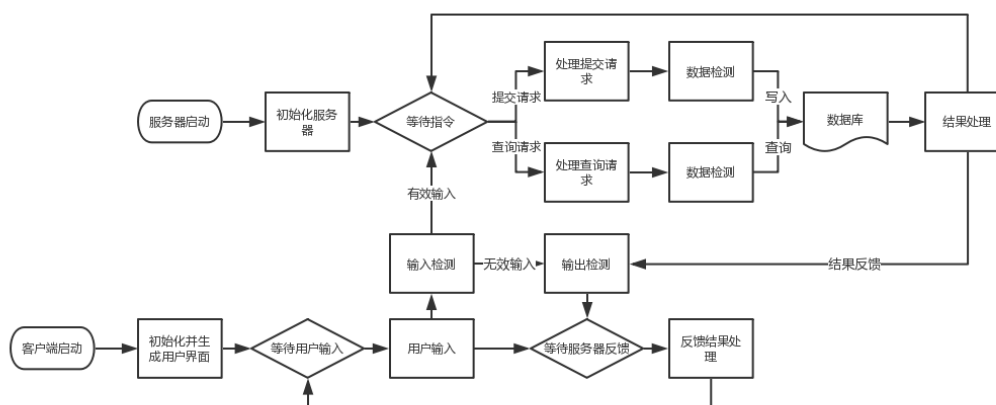 处理提交请
求
数据检测
提交请求
写入
服务器启动
初始化服务
器
等待指令
数据库
结果处理
查询请求
查询
处理查询请
求
数据检测
有效输入
输入检测
无效输入
输出检测
结果反馈
客户端启动
初始化并生
成用户界面
等待用户输入
用户输入
等待服务器反馈
反馈结果处
理